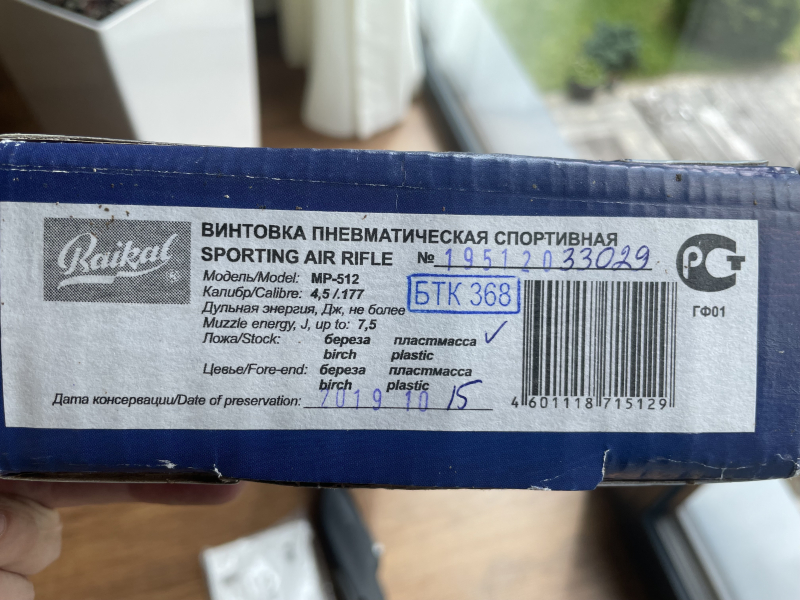 Baikal ®
ВИНТОВКА ПНЕВМАТИЧЕСКАЯ СПОРТИВНАЯ
SPORTING AIR RIFLE № 19512033029
Модель/Model: MP-512
Калибр/Calibre: 4,5/.177
БТК 368
Дульная энергия, Дж, не более
Muzzle energy, J, up to: 7,5
Ложа/Stock: береза пластмасса ✓
birch plastic
Цевье/Fore-end: береза пластмасса
birch plastic
Дата консервации/Date of preservation: 2019 10 15
РСТ
ГФ01
4 601118 715129